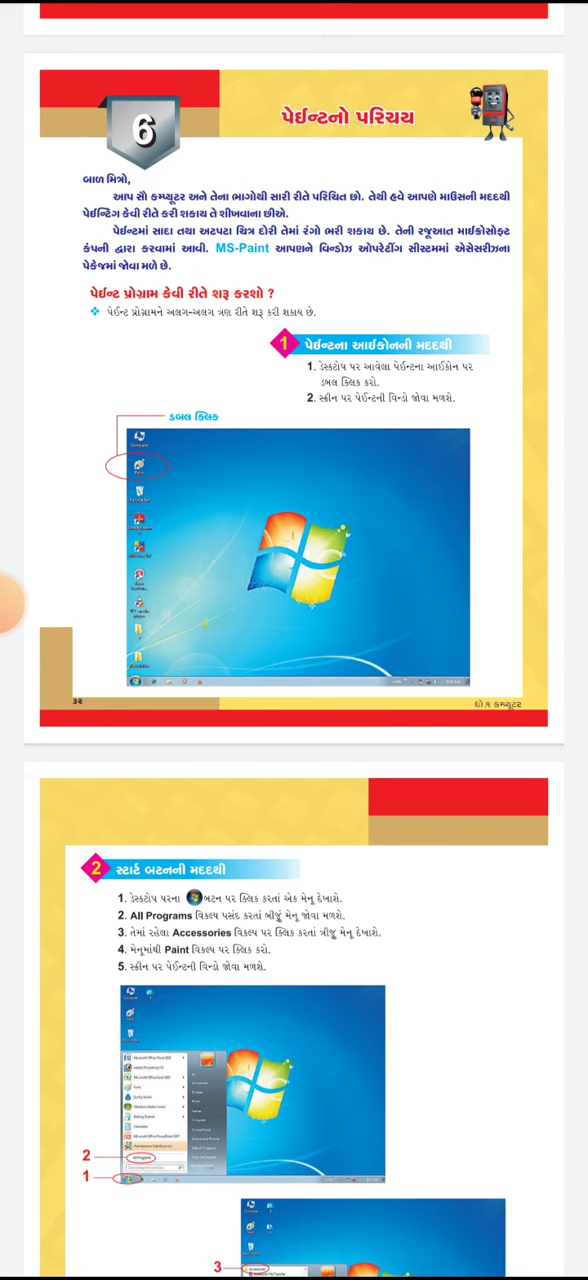 6
પેઈન્ટનો પરિચય
બાળ મિત્રો,
આપ સૌ કમ્પ્યૂટર અને તેના ભાગોથી સારી રીતે પરિચિત છો. તેથી હવે આપણે માઉસની મદદથી
પેઈન્ટિંગ કેવી રીતે કરી શકાય તે શીખવાના છીએ.
પેઈન્ટમાં સાદા તથા અટપટા ચિત્ર દોરી તેમાં રંગો ભરી શકાય છે. તેની રજૂઆત માઈક્રોસોફ્ટ
કંપની દ્વારા કરવામાં આવી. MS-Paint આપણને વિન્ડોઝ ઓપરેટીંગ સીસ્ટમમાં એસેસરીઝના
પેકેજમાં જોવા મળે છે.
પેઈન્ટ પ્રોગ્રામ કેવી રીતે શરૂ કરશો ?
❖ પેઈન્ટ પ્રોગ્રામને અલગ-અલગ ત્રણ રીતે શરૂ કરી શકાય છે.
1 પેઈન્ટના આઈકોનની મદદથી
1. ડેસ્કટોપ પર આવેલા પેઈન્ટના આઈકોન પર
ડબલ ક્લિક કરો.
2. સ્ક્રીન પર પેઈન્ટની વિન્ડો જોવા મળશે.
ડબલ ક્લિક
Computer
Paint
૩૨
ધો.૧ કમ્પ્યૂટર
2 સ્ટાર્ટ બટનની મદદથી
1. ડેસ્કટોપ પરના બટન પર ક્લિક કરતાં એક મેનૂ દેખાશે.
2. All Programs વિકલ્પ પસંદ કરતાં બીજું મેનૂ જોવા મળશે.
3. તેમાં રહેલા Accessories વિકલ્પ પર ક્લિક કરતાં ત્રીજુ મેનૂ દેખાશે.
4. મેનૂમાંથી Paint વિકલ્પ પર ક્લિક કરો.
5. સ્ક્રીન પર પેઈન્ટની વિન્ડો જોવા મળશે.
2
All Programs
1
3